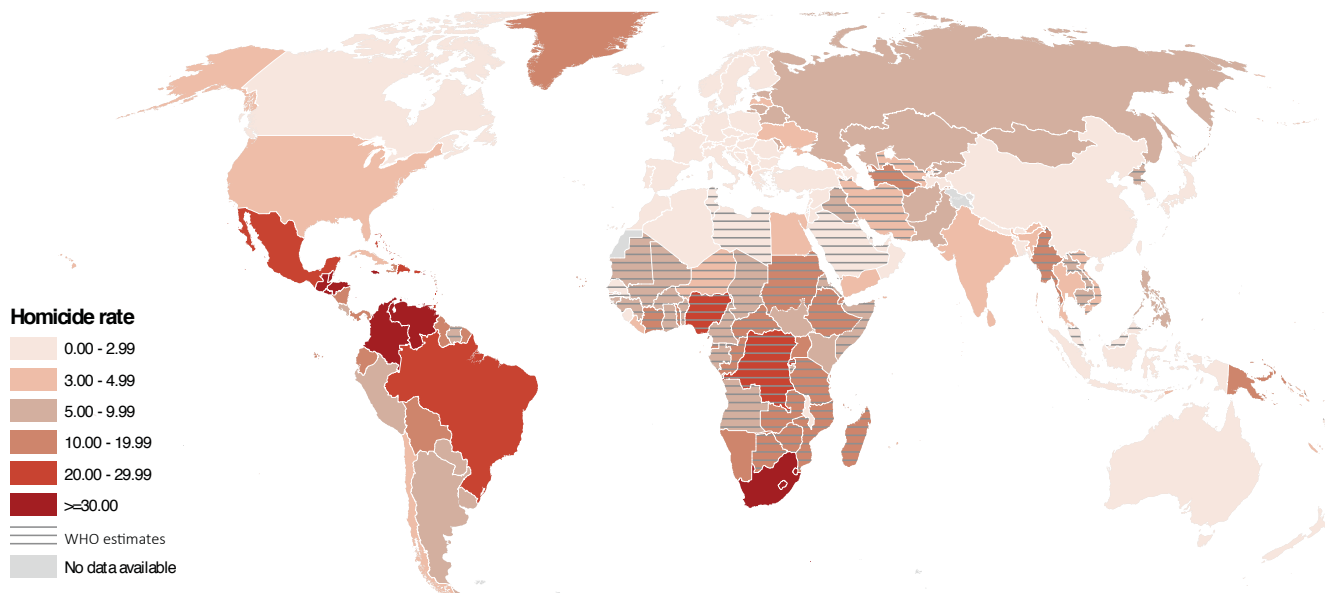 Homicide rate
0.00 - 2.99
3.00 - 4.99
5.00 - 9.99
10.00 - 19.99
20.00 - 29.99
>=30.00
WHO estimates
No data available